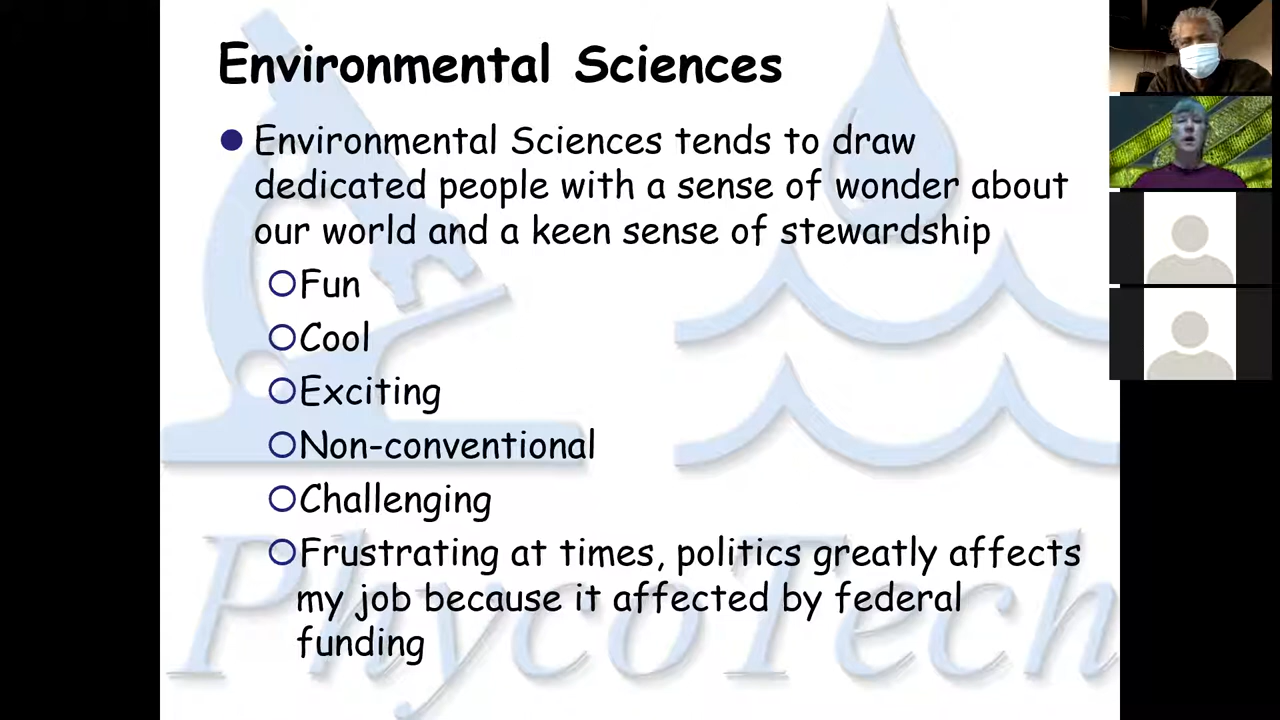 Environmental Sciences
Environmental Sciences tends to draw
dedicated people with a sense of wonder about
our world and a keen sense of stewardship
Fun
Cool
Exciting
Non-conventional
Challenging
Frustrating at times, politics greatly affects
my job because it affected by federal
funding
PhycoTech